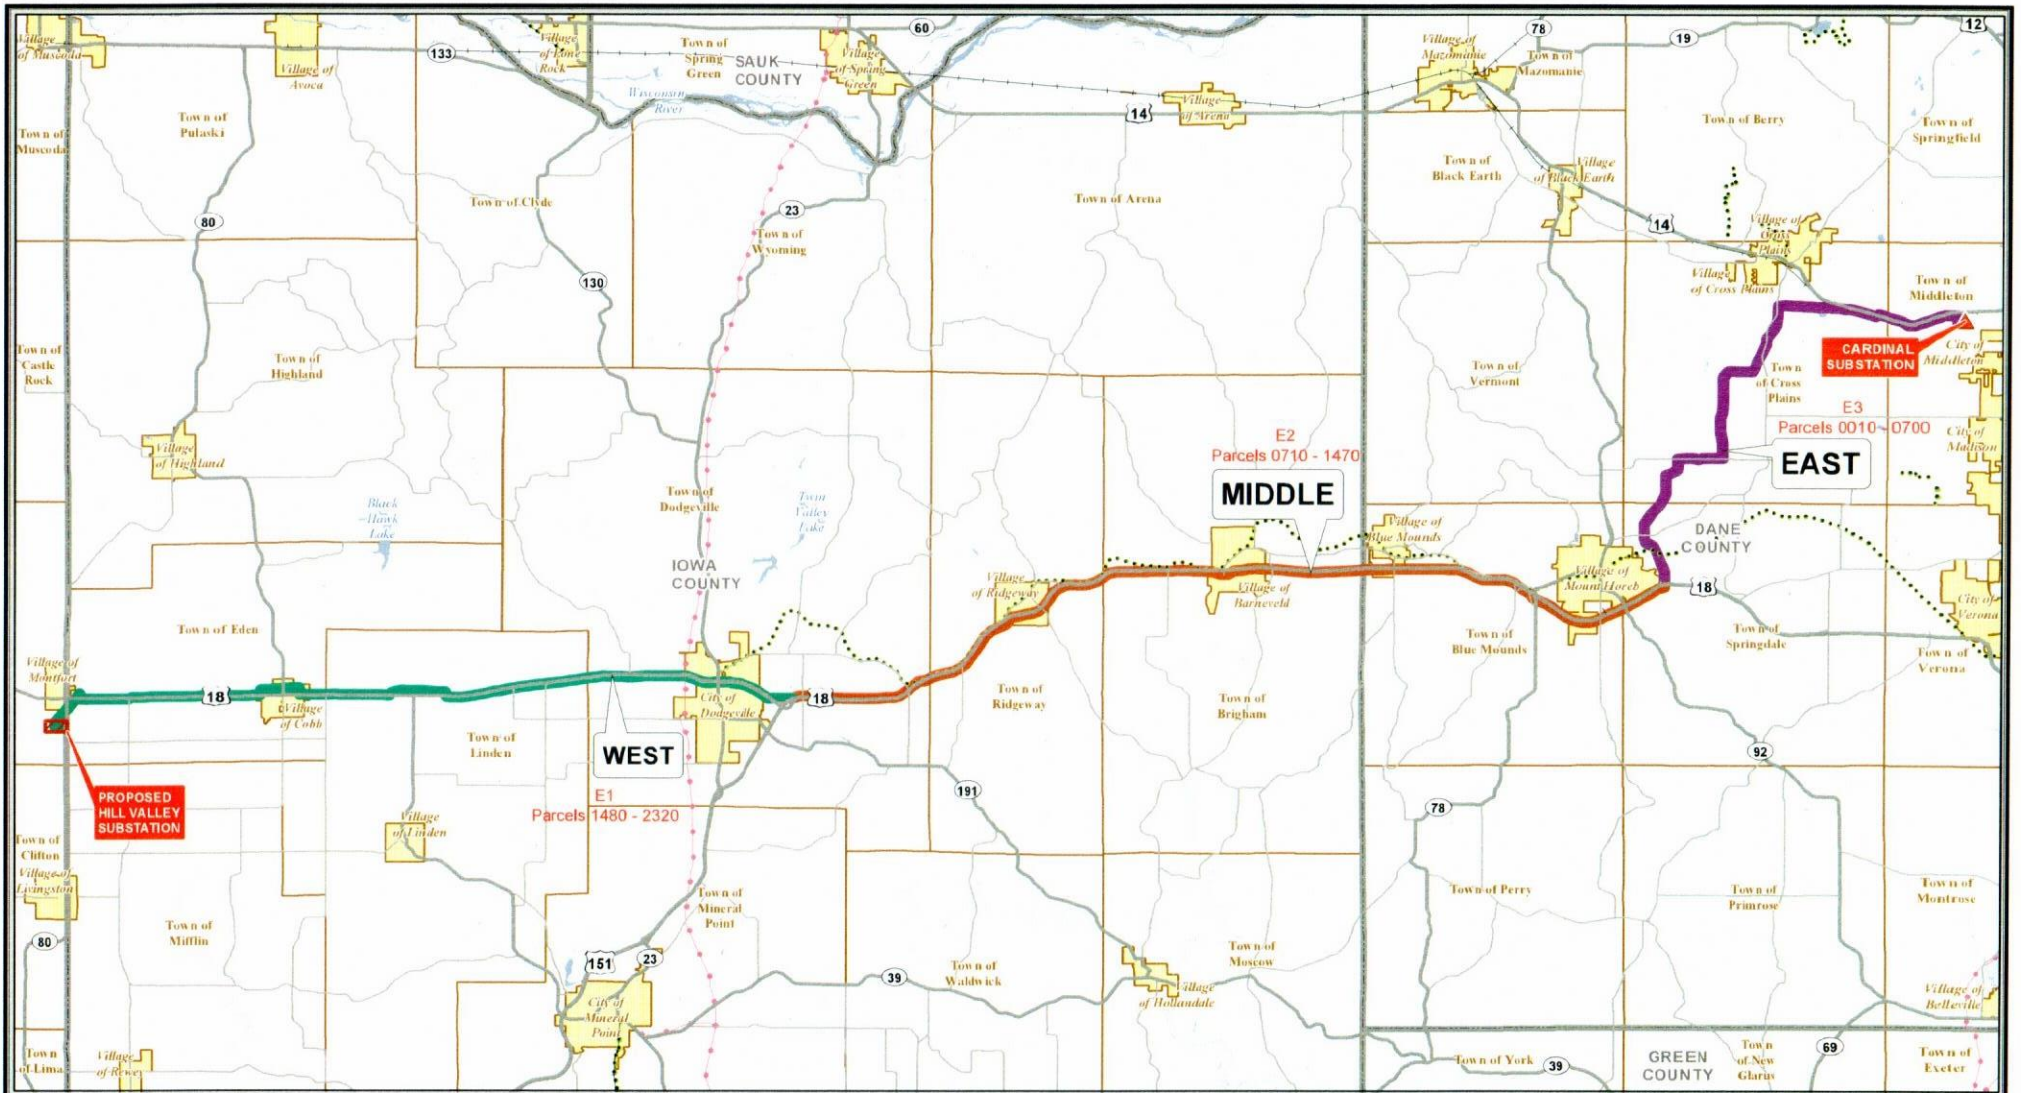 Village
of Muscoda
133
Village of
Avoca
Village
of Lone
Rock
Town of
Spring
Green
SAUK
COUNTY
60
Village
of Spring
Green
Village of
Mazomanie
78
Town of
Mazomanie
19
12
Town of
Muscoda
Town of
Pulaski
Wisconsin
River
14
Village
of Arena
Town of Berry
Town of
Springfield
80
Town of Clyde
23
Town of
Wyoming
Town of Arena
Town of
Black Earth
Village
of Black Earth
14
Village of
Cross
Plains
Village
of Cross Plains
Town of
Middleton
130
Town of
Castle
Rock
Town of
Highland
Town of
Vermont
Town
of Cross
Plains
CARDINAL
SUBSTATION
City of
Middleton
E3
Parcels 0010 - 0700
City of
Madison
Village
of Highland
E2
Parcels 0710 - 1470
MIDDLE
EAST
Black
Hawk
Lake
Town of
Dodgeville
Twin
Valley
Lake
Village of
Blue Mounds
DANE
COUNTY
IOWA
COUNTY
Village
of Ridgeway
Village of
Barneveld
Village of
Mount Horeb
18
City of
Verona
Town of Eden
Town of
Blue Mounds
Town of
Springdale
Town of
Verona
Village of
Montfort
18
Village
of Cobb
City of
Dodgeville
18
Town of
Ridgeway
Town of
Brigham
Town of
Linden
WEST
92
PROPOSED
HILL VALLEY
SUBSTATION
E1
Parcels 1480 - 2320
191
78
Village
of Linden
Town of
Clifton
Village of
Livingston
Town of
Mineral
Point
Town of Perry
Town of
Primrose
Town of
Montrose
80
Town of
Mifflin
151
23
39
Town of
Waldwick
Town of
Moscow
Village
of Hollandale
City of
Mineral
Point
Village of
Belleville
Town
of Lima
Village
of Rewey
Town of York
39
GREEN
COUNTY
Town
of New
Glarus
69
Town of
Exeter